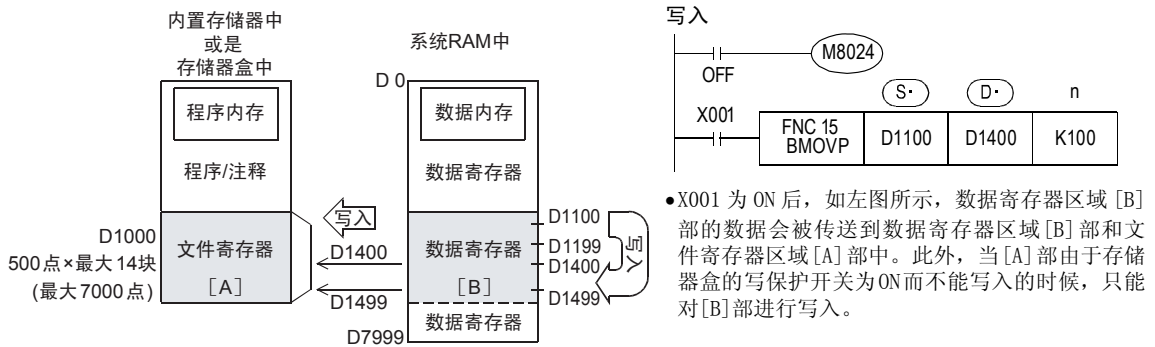 内置存储器中
或是
存储器盒中
程序内存
程序/注释
文件寄存器
[A]
D1000
500点×最大14块
(最大7000点)
写入
D1400
D1499
系统RAM中
D 0
数据内存
数据寄存器
数据寄存器
[B]
数据寄存器
D7999
D1100
D1199
D1400
D1499
写入
写入
M8024
OFF
S· D· n
X001
FNC 15
BMOVP
D1100
D1400
K100
•X001 为 ON 后，如左图所示，数据寄存器区域 [B]
部的数据会被传送到数据寄存器区域[B]部和文
件寄存器区域[A]部中。此外，当[A]部由于存储
器盒的写保护开关为ON而不能写入的时候，只能
对[B]部进行写入。